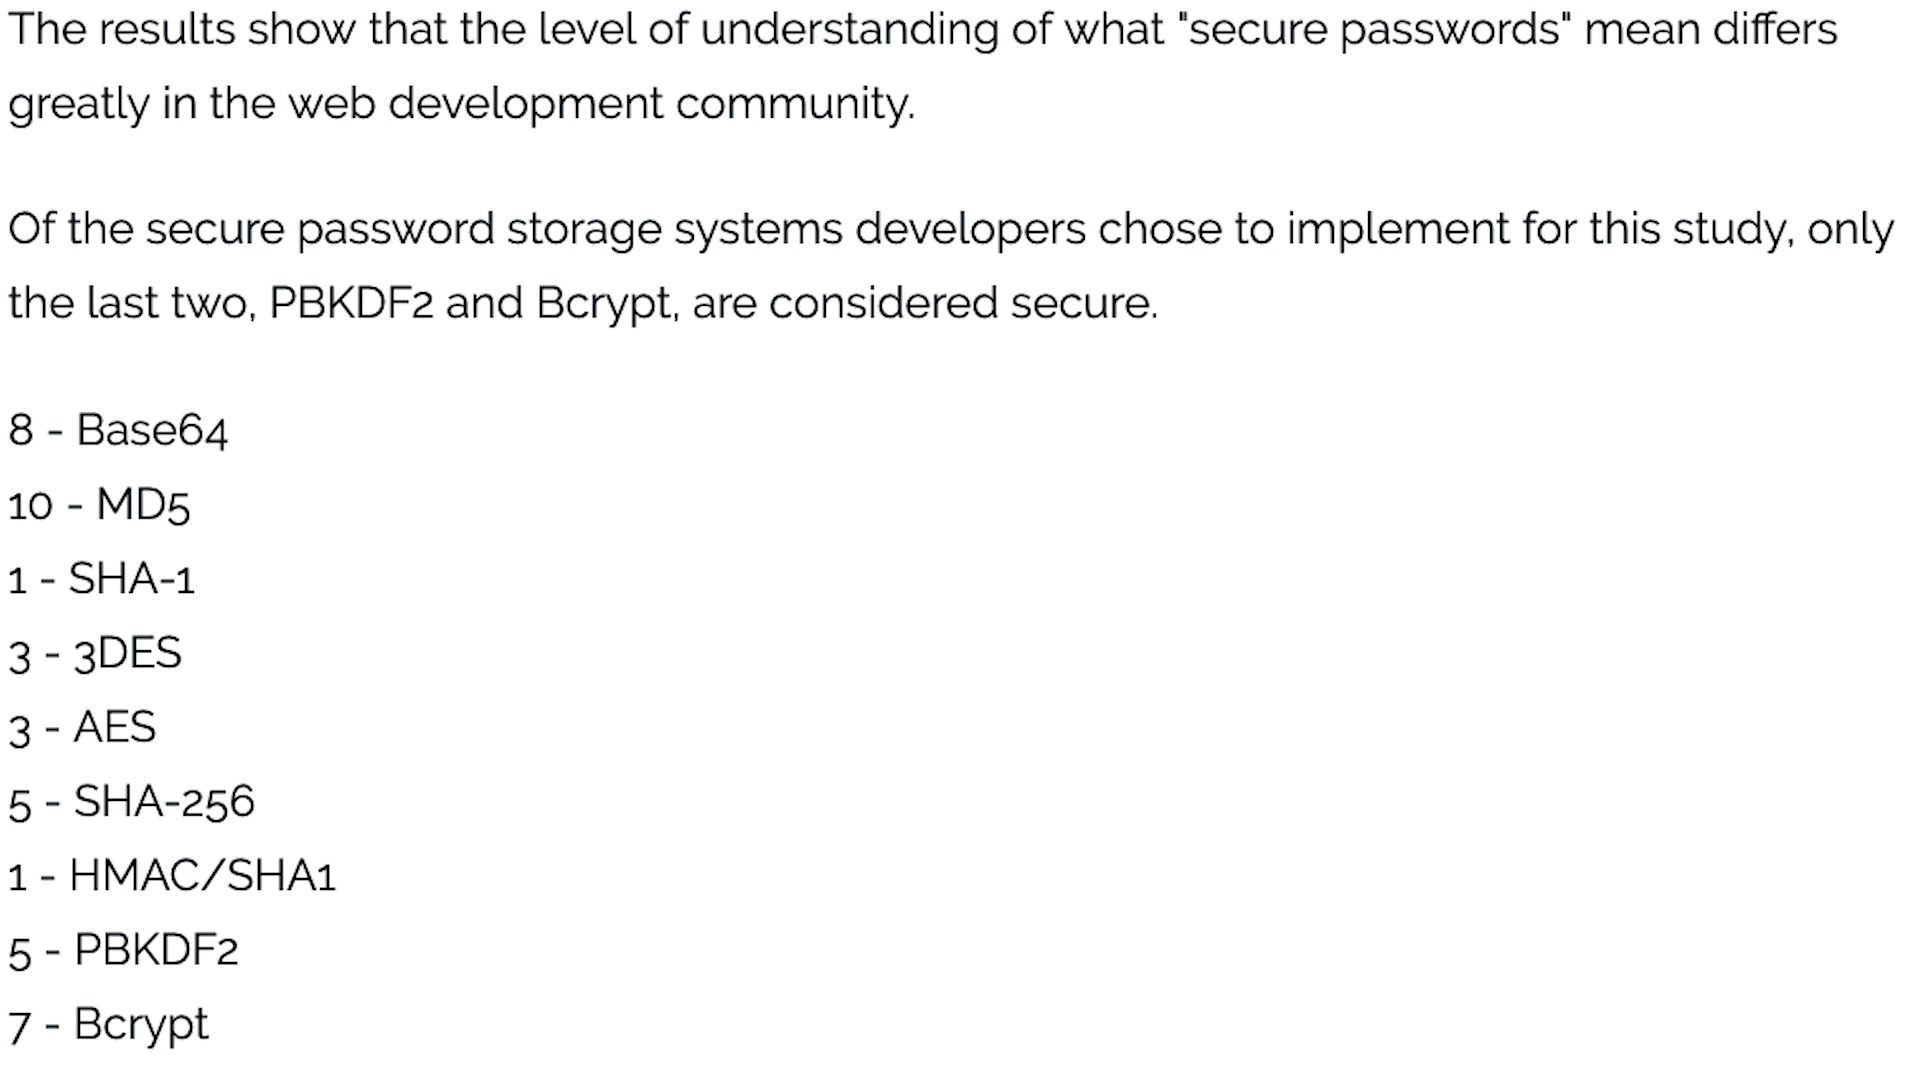 The results show that the level of understanding of what "secure passwords" mean differs
greatly in the web development community.
Of the secure password storage systems developers chose to implement for this study, only
the last two, PBKDF2 and Bcrypt, are considered secure.
8 - Base64
10 - MD5
1 - SHA-1
3 - 3DES
3 - AES
5 - SHA-256
1 - HMAC/SHA1
5 - PBKDF2
7 - Bcrypt